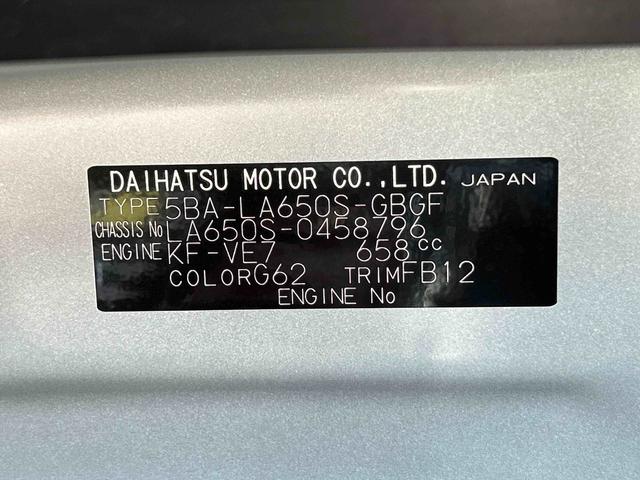 DAIHATSU MOTOR CO.,LTD. JAPAN
TYPE 5BA-LA650S-GBGF
CHASSIS No LA650S-0458796
ENGINE KF-VE7 658cc
COLOR G62 TRIM FB12
ENGINE No